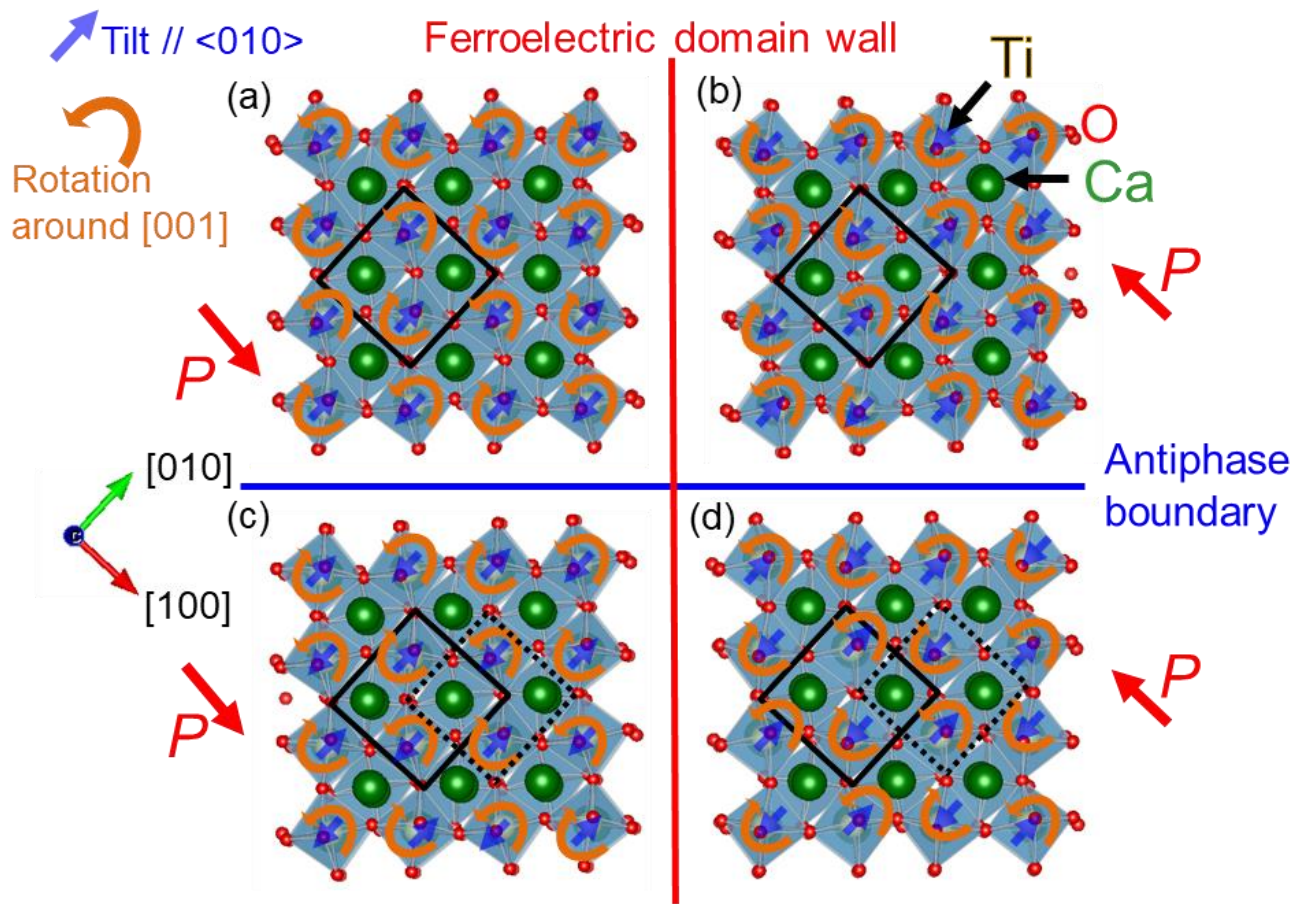 Tilt // <010>
Ferroelectric domain wall
(a)
(b)
Ti
O
Ca
Rotation
around [001]
P
P
[010]
[100]
c
Antiphase
boundary
(c)
(d)
P
P